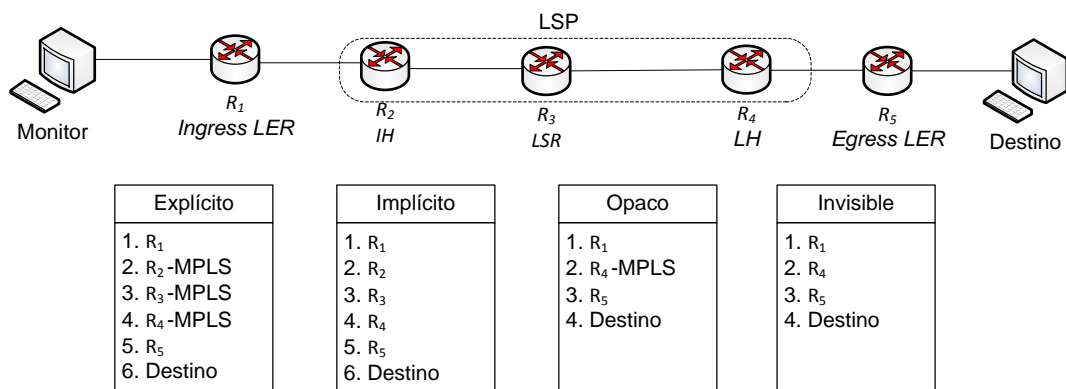 LSP
R1
Ingress LER
R2
IH
R3
LSR
R4
LH
R5
Egress LER
Monitor
Destino
Explícito
1. R1
2. R2-MPLS
3. R3-MPLS
4. R4-MPLS
5. R5
6. Destino
Implícito
1. R1
2. R2
3. R3
4. R4
5. R5
6. Destino
Opaco
1. R1
2. R4-MPLS
3. R5
4. Destino
Invisible
1. R1
2. R4
3. R5
4. Destino